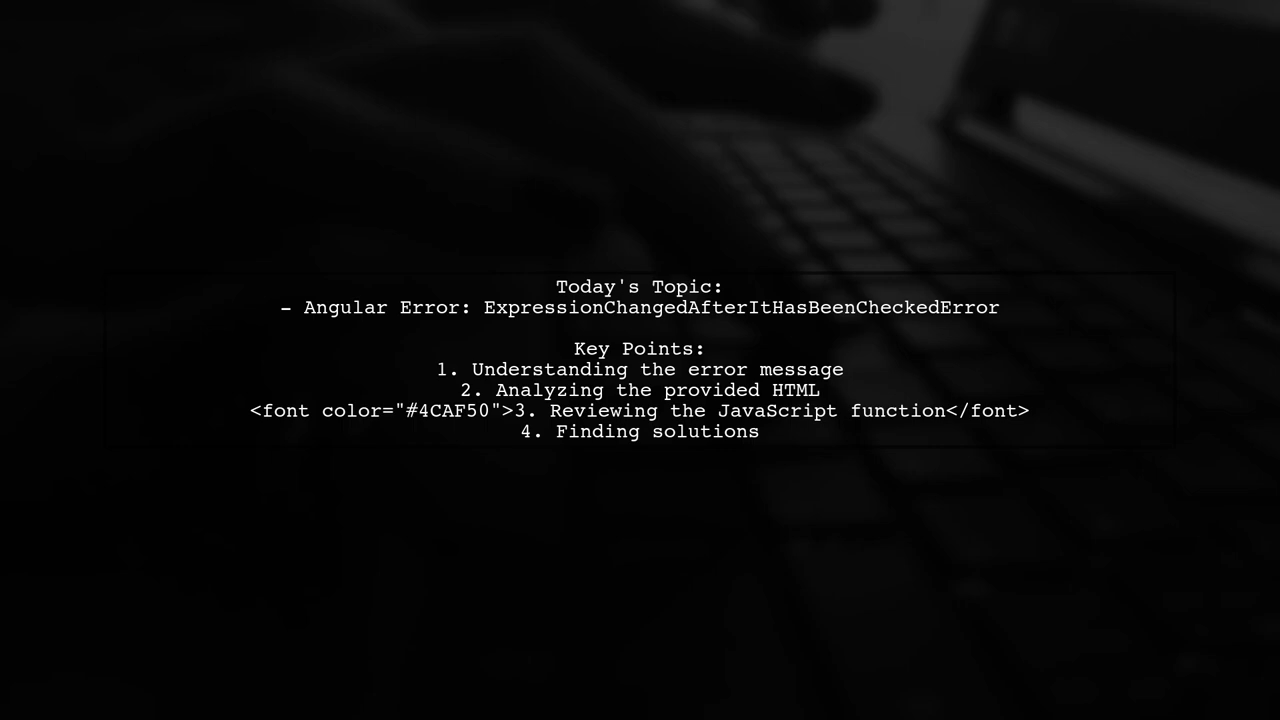 Today's Topic:
- Angular Error: ExpressionChangedAfterItHasBeenCheckedError
Key Points:
1. Understanding the error message
2. Analyzing the provided HTML
<font color="#4CAF50">3. Reviewing the JavaScript function</font>
4. Finding solutions